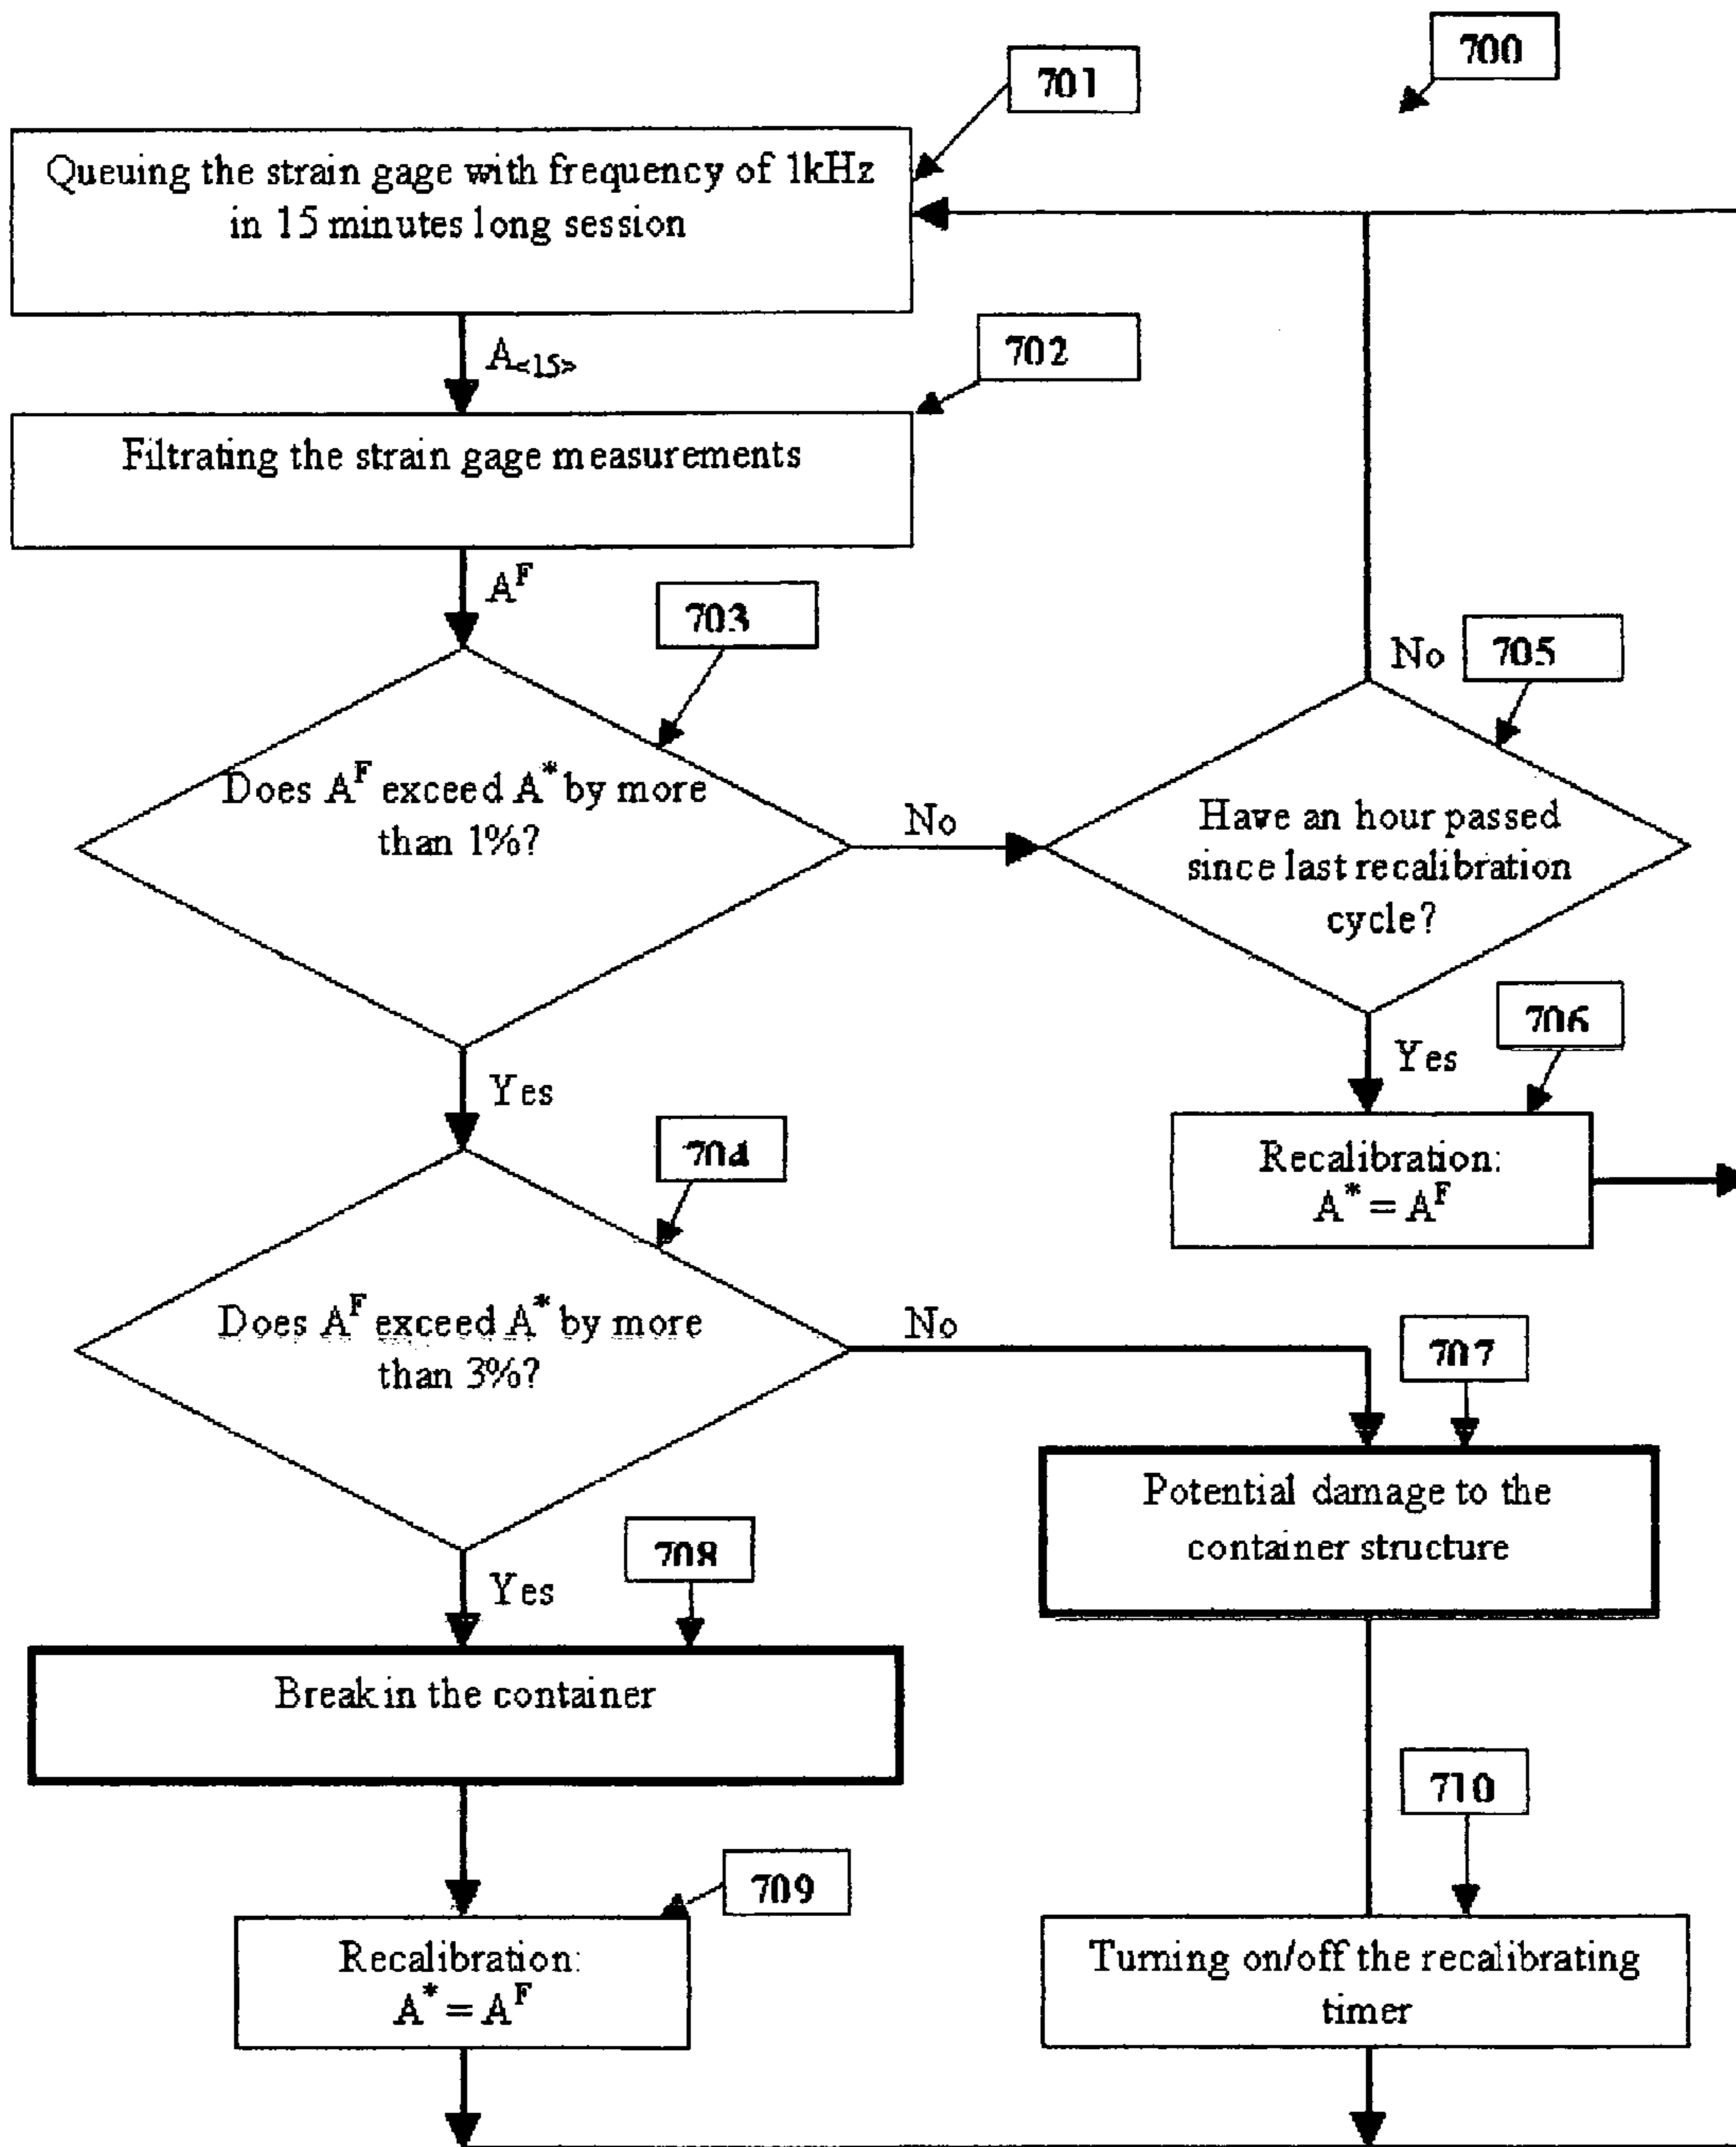 700
701
Queuing the strain gage with frequency of 1kHz
in 15 minutes long session
A<15>
702
Filtrating the strain gage measurements
A^F
703
Does A^F exceed A^* by more
than 1%?
No
No
705
Have an hour passed
since last recalibration
cycle?
Yes
706
Recalibration:
A^* = A^F
Yes
704
Does A^F exceed A^* by more
than 3%?
No
707
Potential damage to the
container structure
Yes
708
Break in the container
709
Recalibration:
A^* = A^F
710
Turning on/off the recalibrating
timer